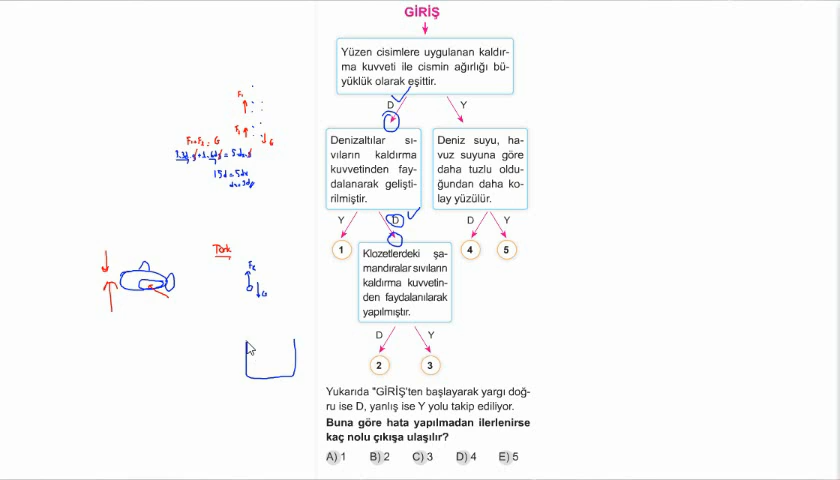 GİRİŞ
Yüzen cisimlere uygulanan kaldır-
ma kuvveti ile cismin ağırlığı bü-
yüklük olarak eşittir.
D
Y
Denizaltılar sı-
vıların kaldırma
kuvvetinden fay-
dalanarak gelişti-
rilmiştir.
Deniz suyu, ha-
vuz suyuna göre
daha tuzlu oldu-
ğundan daha ko-
lay yüzülür.
Y
D
D
Y
1
4
5
Klozetlerdeki şa-
mandıralar sıvıların
kaldırma kuvvetin-
den faydalanılarak
yapılmıştır.
D
Y
2
3
Yukarıda "GİRİŞ'ten başlayarak yargı doğ-
ru ise D, yanlış ise Y yolu takip ediliyor.
Buna göre hata yapılmadan ilerlenirse
kaç nolu çıkışa ulaşılır?
A) 1 B) 2 C) 3 D) 4 E) 5
G
15d=5dx
G